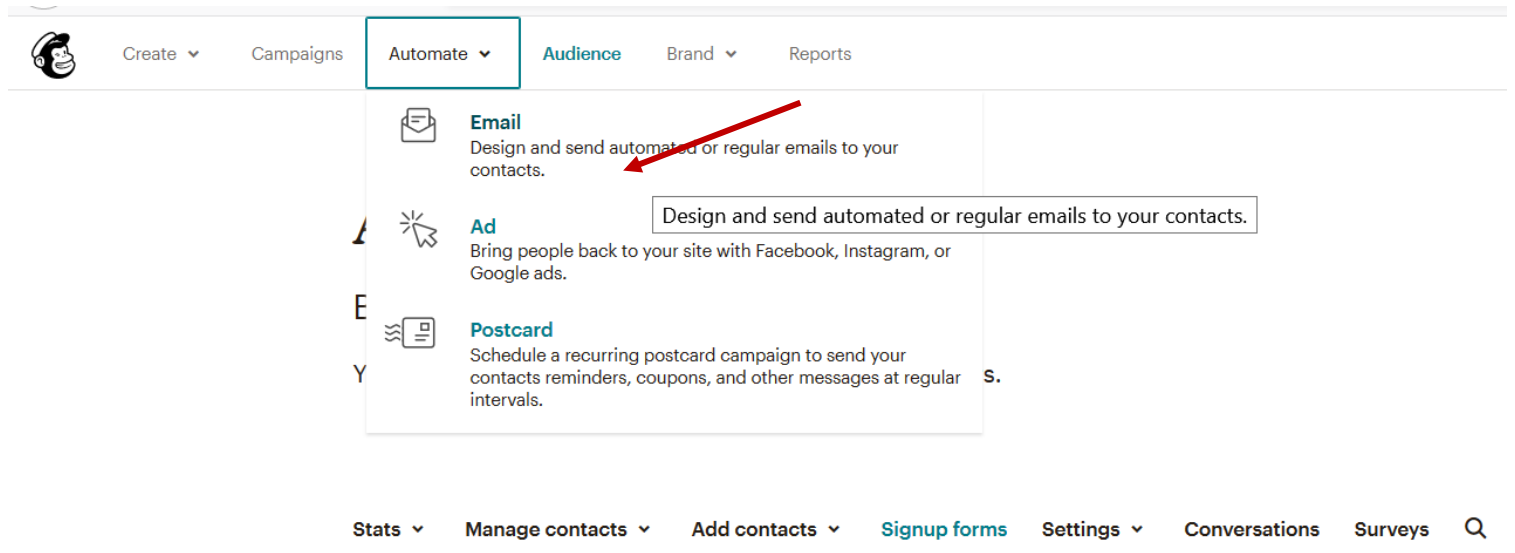 Create Campaigns Automate Audience Brand Reports
Email
Design and send automated or regular emails to your
contacts.
Design and send automated or regular emails to your contacts.
A
Ad
Bring people back to your site with Facebook, Instagram, or
Google ads.
E
Postcard
Schedule a recurring postcard campaign to send your
Y contacts reminders, coupons, and other messages at regular s.
intervals.
Stats Manage contacts Add contacts Signup forms Settings Conversations Surveys